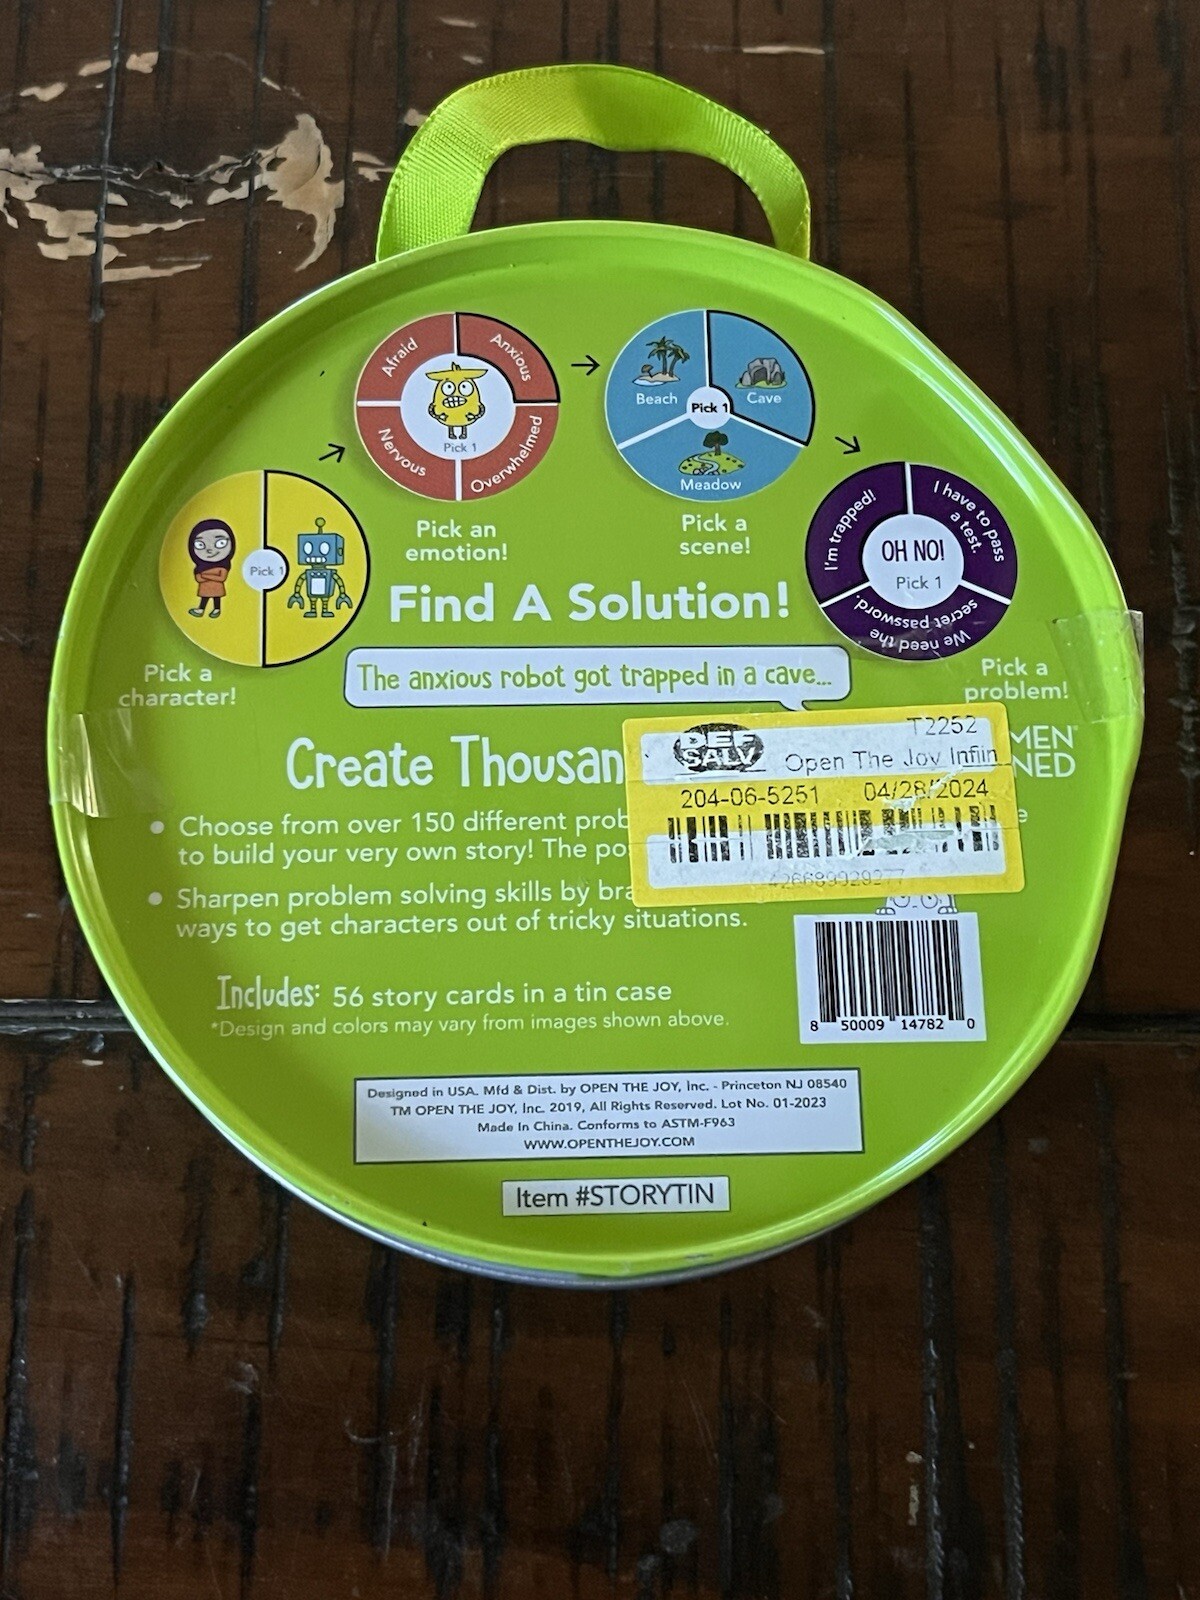 Afraid
Anxious
Nervous
Overwhelmed
Pick 1
Pick an
emotion!
Beach
Cave
Meadow
Pick 1
Pick a
scene!
Pick 1
Pick a
character!
I'm trapped!
I have to pass
a test.
We need the
secret password.
OH NO!
Pick 1
Pick a
problem!
Find A Solution!
The anxious robot got trapped in a cave...
Create Thousan
MEN
NED
• Choose from over 150 different prob
to build your very own story! The po
• Sharpen problem solving skills by bra
ways to get characters out of tricky situations.
T2252
Open The Joy Infiin
204-06-5251 04/28/2024
Includes: 56 story cards in a tin case
*Design and colors may vary from images shown above.
8 50009 14782 0
Designed in USA. Mfd & Dist. by OPEN THE JOY, Inc. - Princeton NJ 08540
TM OPEN THE JOY, Inc. 2019, All Rights Reserved. Lot No. 01-2023
Made In China. Conforms to ASTM-F963
WWW.OPENTHEJOY.COM
Item #STORYTIN